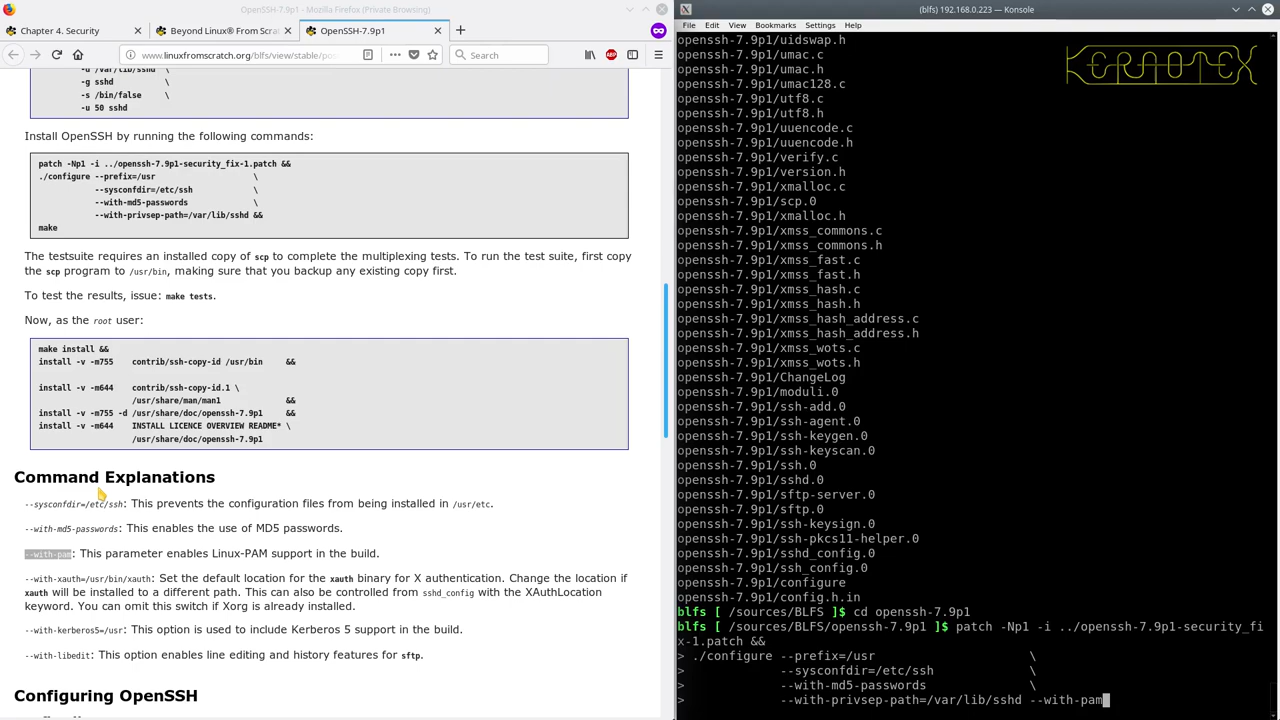 OpenSSH-7.9p1 - Mozilla Firefox (Private Browsing)
Chapter 4. Security
Beyond Linux® From Scra
OpenSSH-7.9p1
www.linuxfromscratch.org/blfs/view/stable/pos
Search
-g sshd \
-s /bin/false \
-u 50 sshd
Install OpenSSH by running the following commands:
patch -Np1 -i ../openssh-7.9p1-security_fix-1.patch &&
./configure --prefix=/usr \
--sysconfdir=/etc/ssh \
--with-md5-passwords \
--with-privsep-path=/var/lib/sshd &&
make
The testsuite requires an installed copy of scp to complete the multiplexing tests. To run the test suite, first copy
the scp program to /usr/bin, making sure that you backup any existing copy first.
To test the results, issue: make tests.
Now, as the root user:
make install &&
install -v -m755 contrib/ssh-copy-id /usr/bin &&
install -v -m644 contrib/ssh-copy-id.1 \
/usr/share/man/man1 &&
install -v -m755 -d /usr/share/doc/openssh-7.9p1 &&
install -v -m644 INSTALL LICENCE OVERVIEW README* \
/usr/share/doc/openssh-7.9p1
Command Explanations
--sysconfdir=/etc/ssh: This prevents the configuration files from being installed in /usr/etc.
--with-md5-passwords: This enables the use of MD5 passwords.
--with-pam: This parameter enables Linux-PAM support in the build.
--with-xauth=/usr/bin/xauth: Set the default location for the xauth binary for X authentication. Change the location if
xauth will be installed to a different path. This can also be controlled from sshd_config with the XAuthLocation
keyword. You can omit this switch if Xorg is already installed.
--with-kerberos5=/usr: This option is used to include Kerberos 5 support in the build.
--with-libedit: This option enables line editing and history features for sftp.
Configuring OpenSSH
(blfs) 192.168.0.223 — Konsole
File Edit View Bookmarks Settings Help
KERNOTEX
openssh-7.9p1/uidswap.h
openssh-7.9p1/umac.c
openssh-7.9p1/umac.h
openssh-7.9p1/umac128.c
openssh-7.9p1/utf8.c
openssh-7.9p1/utf8.h
openssh-7.9p1/uuencode.c
openssh-7.9p1/uuencode.h
openssh-7.9p1/verify.c
openssh-7.9p1/version.h
openssh-7.9p1/xmalloc.c
openssh-7.9p1/scp.0
openssh-7.9p1/xmalloc.h
openssh-7.9p1/xmss_commons.c
openssh-7.9p1/xmss_commons.h
openssh-7.9p1/xmss_fast.c
openssh-7.9p1/xmss_fast.h
openssh-7.9p1/xmss_hash.c
openssh-7.9p1/xmss_hash.h
openssh-7.9p1/xmss_hash_address.c
openssh-7.9p1/xmss_hash_address.h
openssh-7.9p1/xmss_wots.c
openssh-7.9p1/xmss_wots.h
openssh-7.9p1/ChangeLog
openssh-7.9p1/moduli.0
openssh-7.9p1/ssh-add.0
openssh-7.9p1/ssh-agent.0
openssh-7.9p1/ssh-keygen.0
openssh-7.9p1/ssh-keyscan.0
openssh-7.9p1/ssh.0
openssh-7.9p1/sshd.0
openssh-7.9p1/sftp-server.0
openssh-7.9p1/sftp.0
openssh-7.9p1/ssh-keysign.0
openssh-7.9p1/ssh-pkcs11-helper.0
openssh-7.9p1/sshd_config.0
openssh-7.9p1/ssh_config.0
openssh-7.9p1/configure
openssh-7.9p1/config.h.in
blfs [ /sources/BLFS ]$ cd openssh-7.9p1
blfs [ /sources/BLFS/openssh-7.9p1 ]$ patch -Np1 -i ../openssh-7.9p1-security_fi
x-1.patch &&
> ./configure --prefix=/usr \
> --sysconfdir=/etc/ssh \
> --with-md5-passwords \
> --with-privsep-path=/var/lib/sshd --with-pam